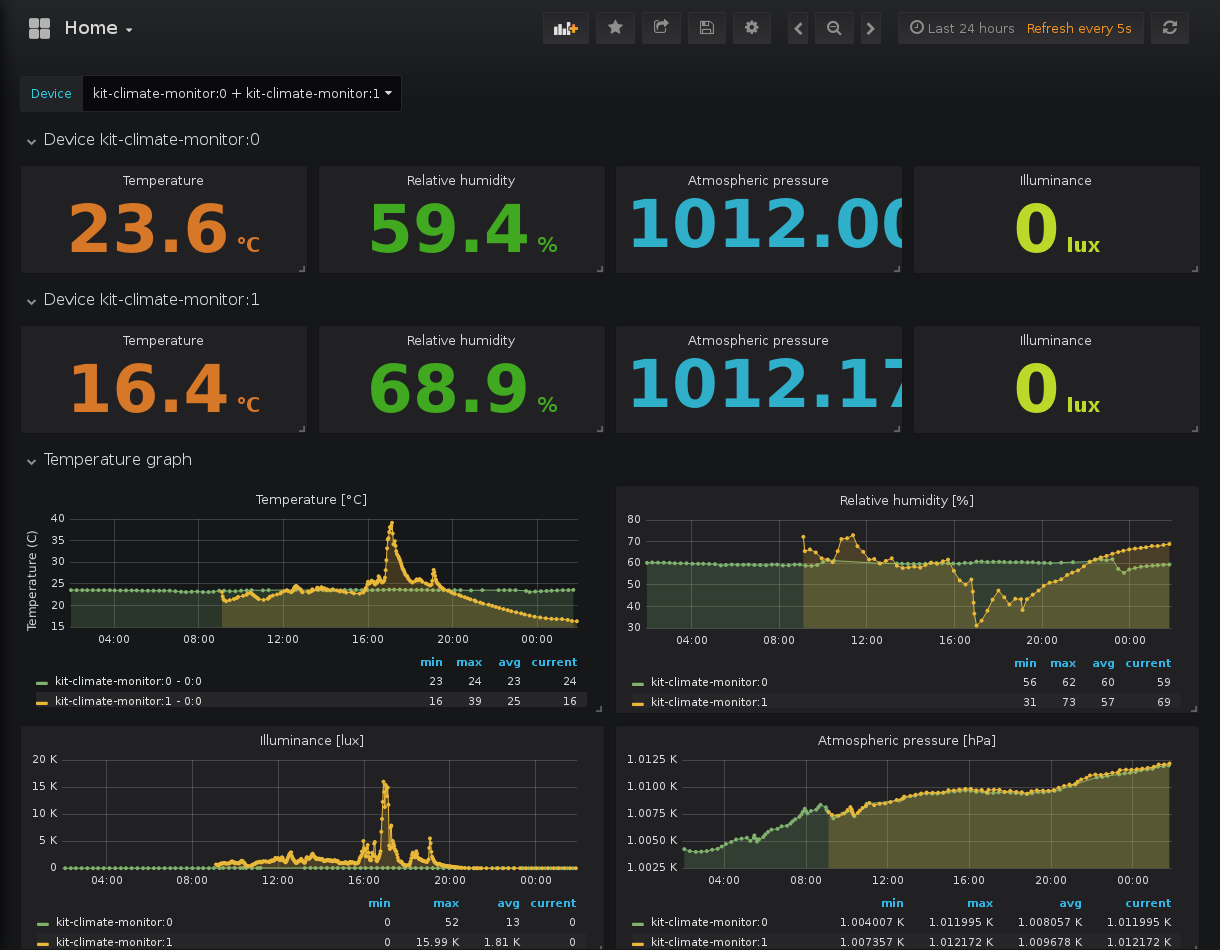 Home
Last 24 hours Refresh every 5s
Device kit-climate-monitor:0 + kit-climate-monitor:1
Device kit-climate-monitor:0
Temperature Relative humidity Atmospheric pressure Illuminance
23.6 °C 59.4 % 1012.00 0 lux
Device kit-climate-monitor:1
Temperature Relative humidity Atmospheric pressure Illuminance
16.4 °C 68.9 % 1012.17 0 lux
Temperature graph
Temperature [°C]
Temperature (C)
40
35
30
25
20
15
04:00 08:00 12:00 16:00 20:00 00:00
min max avg current
kit-climate-monitor:0 - 0:0 23 24 23 24
kit-climate-monitor:1 - 0:0 16 39 25 16
Relative humidity [%]
80
70
60
50
40
30
04:00 08:00 12:00 16:00 20:00 00:00
min max avg current
kit-climate-monitor:0 56 62 60 59
kit-climate-monitor:1 31 73 57 69
Illuminance [lux]
20 K
15 K
10 K
5 K
0
04:00 08:00 12:00 16:00 20:00 00:00
min max avg current
kit-climate-monitor:0 0 52 13 0
kit-climate-monitor:1 0 15.99 K 1.81 K 0
Atmospheric pressure [hPa]
1.0125 K
1.0100 K
1.0075 K
1.0050 K
1.0025 K
04:00 08:00 12:00 16:00 20:00 00:00
min max avg current
kit-climate-monitor:0 1.004007 K 1.011995 K 1.008057 K 1.011995 K
kit-climate-monitor:1 1.007357 K 1.012172 K 1.009678 K 1.012172 K